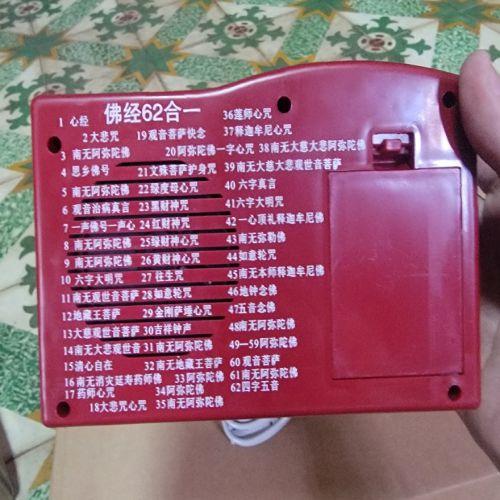 佛经62合一
1 心经
2大悲咒
3 南无阿弥陀佛
4 思乡佛号
5 南无阿弥陀佛
6 观音治病真言
7 一声佛号一声心
8 南无阿弥陀佛
9 南无阿弥陀佛
10 六字大明咒
11南无观世音菩萨
12地藏王菩萨
13大慈观世音菩萨
14南无大悲观世音
15清心自在
16南无消灾延寿药师佛
17药师心咒
18大悲咒心咒
19观音菩萨快念
20阿弥陀佛一字心咒
21文殊菩萨护身咒
22绿度母心咒
23黑财神咒
24红财神咒
25绿财神心咒
26黄财神心咒
27往生咒
28如意轮咒
29金刚萨埵心咒
30吉祥钟声
31南无阿弥陀佛
32南无地藏王菩萨
33阿弥陀佛
34阿弥陀佛
35南无阿弥陀佛
36莲师心咒
37释迦牟尼心咒
38南无大慈大悲阿弥陀佛
39南无大慈大悲观世音菩萨
40 六字真言
41六字大明咒
42一心顶礼释迦牟尼佛
43南无弥勒佛
44如意轮咒
45南无本师释迦牟尼佛
46地钟念佛
47五音念佛
48南无阿弥陀佛
49—59阿弥陀佛
60 观音菩萨
61南无阿弥陀佛
62四字五音